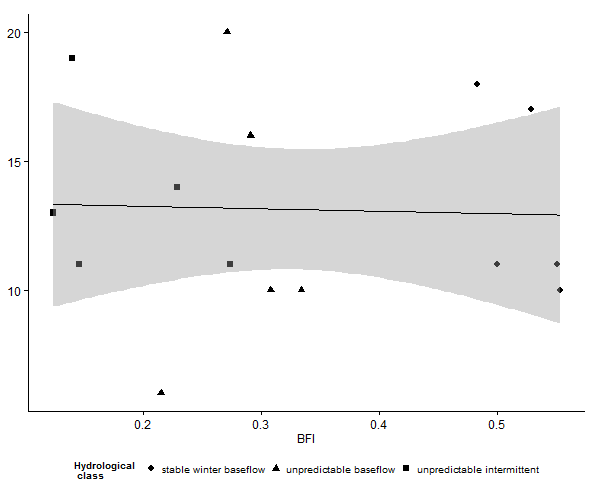 20
15
10
0.2 0.3 0.4 0.5
BFI
Hydrological
class
stable winter baseflow unpredictable baseflow unpredictable intermittent